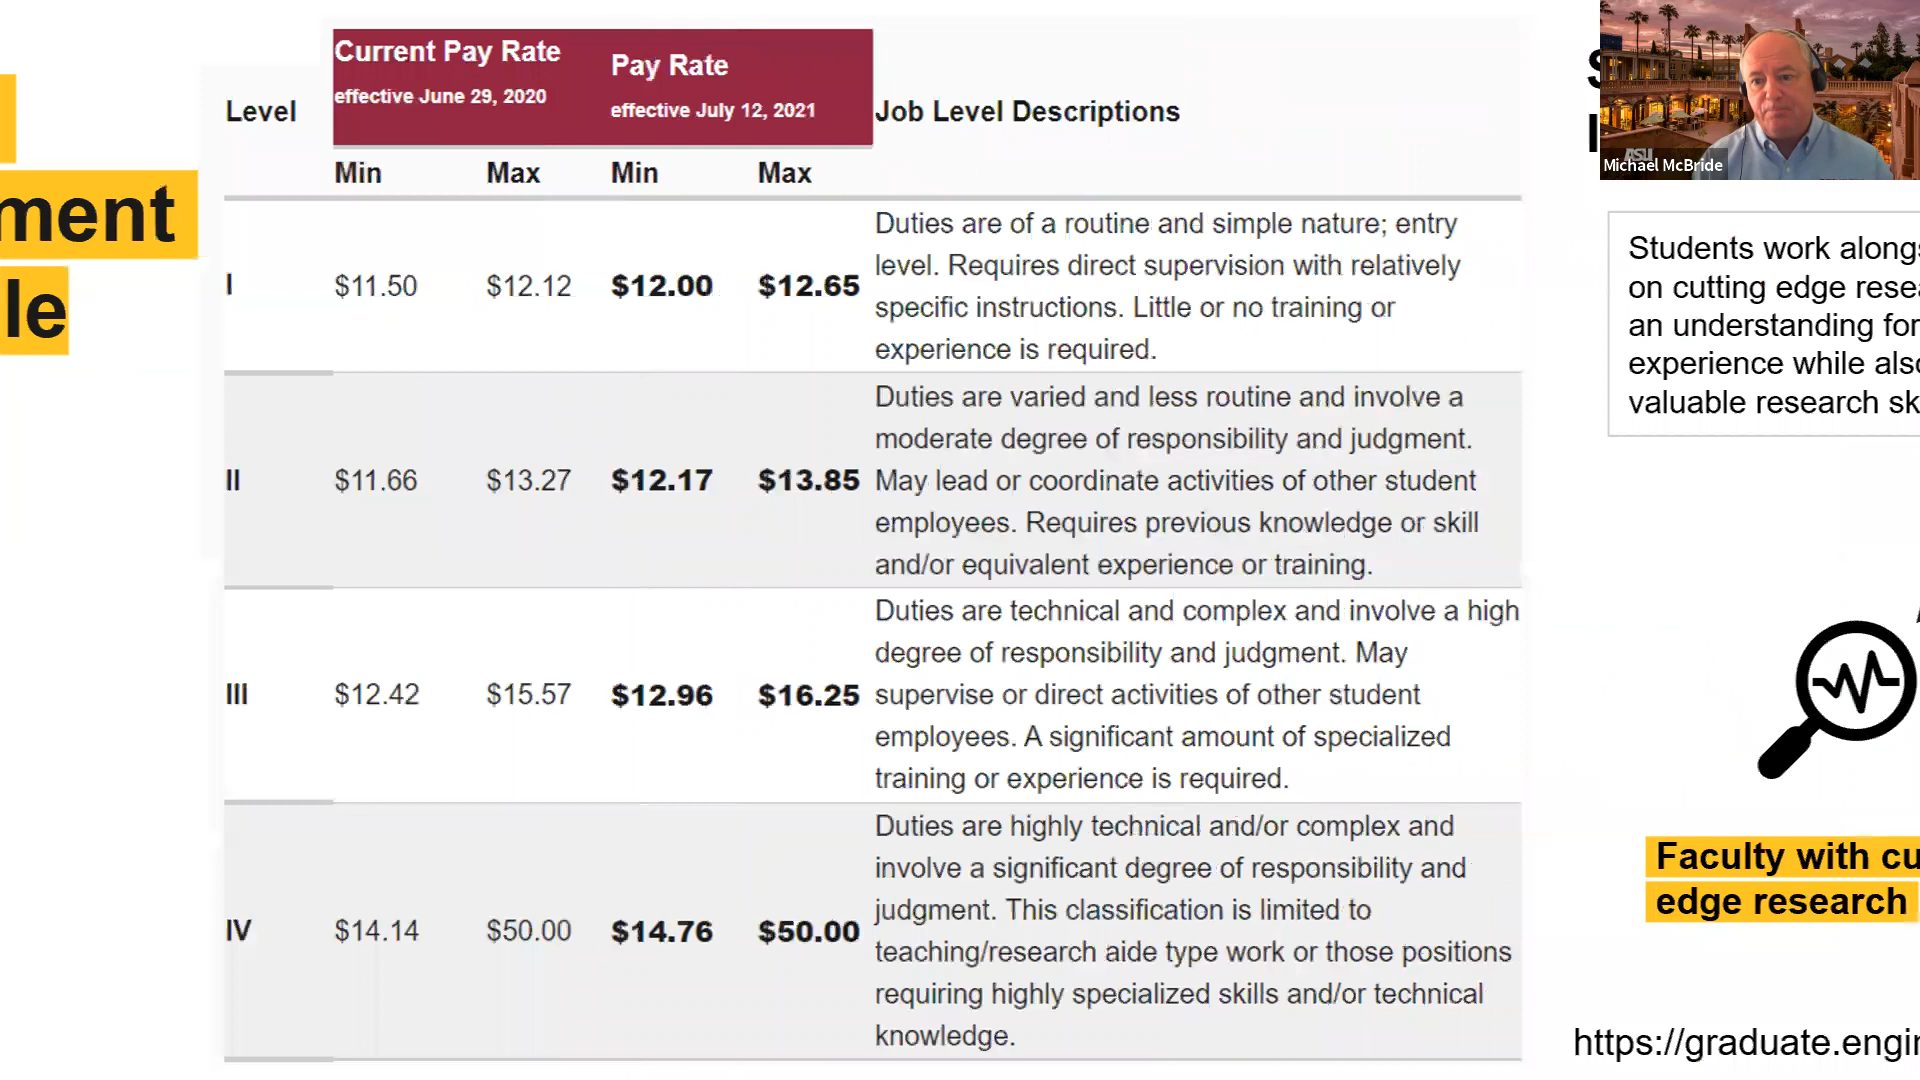 ment
le
Level
Current Pay Rate
effective June 29, 2020
Pay Rate
effective July 12, 2021
Job Level Descriptions
Min Max Min Max
I $11.50 $12.12 $12.00 $12.65
Duties are of a routine and simple nature; entry
level. Requires direct supervision with relatively
specific instructions. Little or no training or
experience is required.
II $11.66 $13.27 $12.17 $13.85
Duties are varied and less routine and involve a
moderate degree of responsibility and judgment.
May lead or coordinate activities of other student
employees. Requires previous knowledge or skill
and/or equivalent experience or training.
III $12.42 $15.57 $12.96 $16.25
Duties are technical and complex and involve a high
degree of responsibility and judgment. May
supervise or direct activities of other student
employees. A significant amount of specialized
training or experience is required.
IV $14.14 $50.00 $14.76 $50.00
Duties are highly technical and/or complex and
involve a significant degree of responsibility and
judgment. This classification is limited to
teaching/research aide type work or those positions
requiring highly specialized skills and/or technical
knowledge.
ASU
Michael McBride
Students work alongs
on cutting edge resea
an understanding for
experience while also
valuable research sk
Faculty with cu
edge research
https://graduate.engin